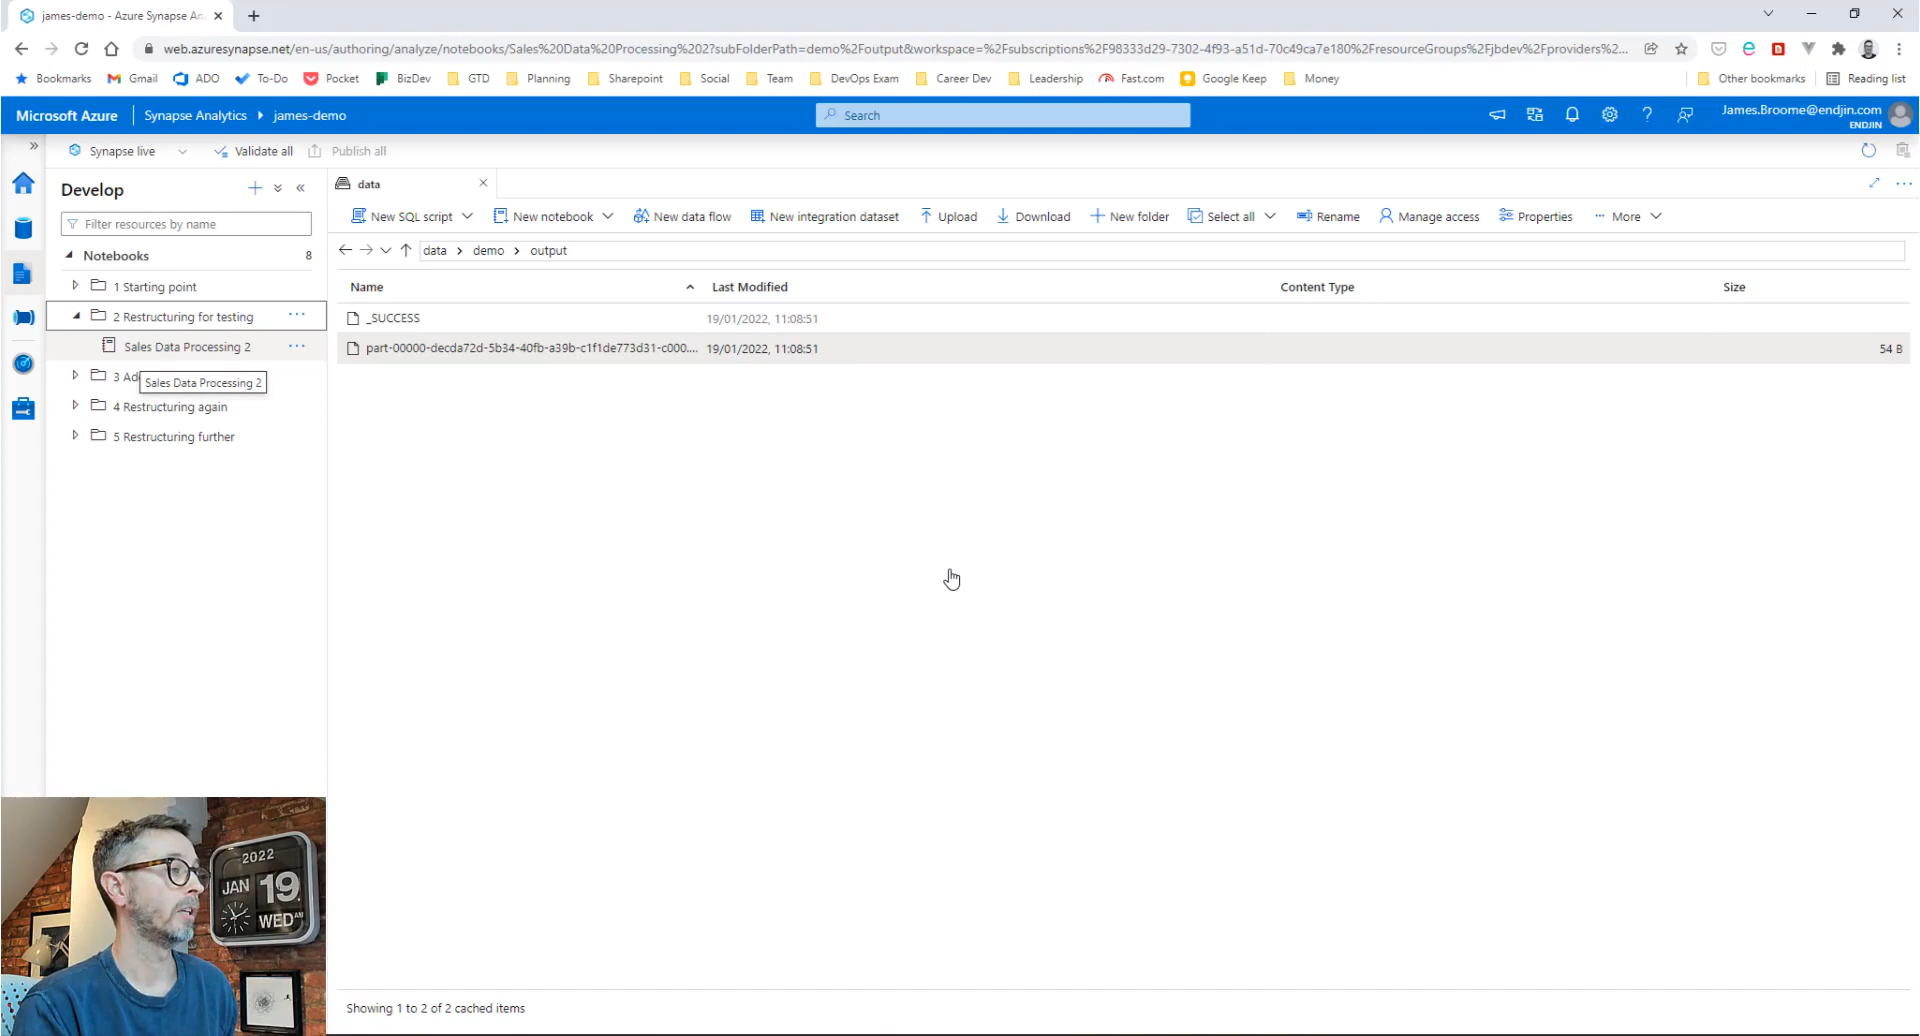 james-demo - Azure Synapse An
web.azuresynapse.net/en-us/authoring/analyze/notebooks/Sales%20Data%20Processing%202?subFolderPath=demo%2Foutput&workspace=%2Fsubscriptions%2F98333d29-7302-4f93-a51d-70c49ca7e180%2FresourceGroups%2Fjbdev%2Fproviders%2...
Bookmarks Gmail ADO To-Do Pocket BizDev GTD Planning Sharepoint Social Team DevOps Exam Career Dev Leadership Fast.com Google Keep Money Other bookmarks Reading list
Microsoft Azure Synapse Analytics james-demo Search James.Broome@endjin.com
ENDJIN
Synapse live Validate all Publish all
Develop
data
New SQL script New notebook New data flow New integration dataset Upload Download New folder Select all Rename Manage access Properties More
Filter resources by name
data demo output
Notebooks 8
Name Last Modified Content Type Size
1 Starting point
2 Restructuring for testing
_SUCCESS 19/01/2022, 11:08:51
Sales Data Processing 2
part-00000-decda72d-5b34-40fb-a39b-c1f1de773d31-c000.... 19/01/2022, 11:08:51 54 B
3 Ad
Sales Data Processing 2
4 Restructuring again
5 Restructuring further
2022
JAN 19
WED AM
Showing 1 to 2 of 2 cached items